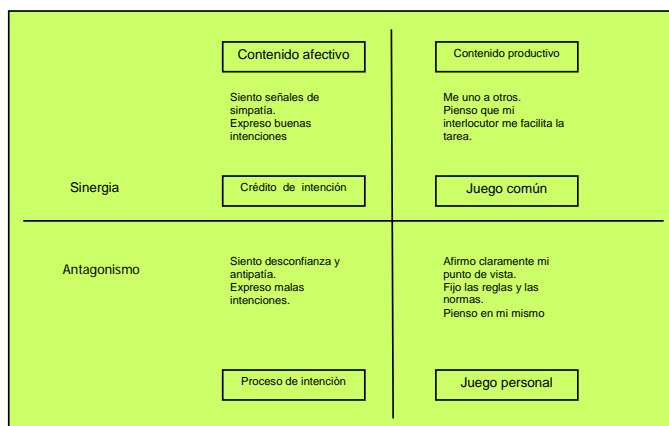 Contenido afectivo
Contenido productivo
Siento señales de
simpatía.
Expreso buenas
intenciones
Me uno a otros.
Pienso que mi
interlocutor me facilita la
tarea.
Sinergia
Crédito de intención
Juego común
Antagonismo
Siento desconfianza y
antipatía.
Expreso malas
intenciones.
Afirmo claramente mi
punto de vista.
Fijo las reglas y las
normas.
Pienso en mi mismo
Proceso de intenciòn
Juego personal